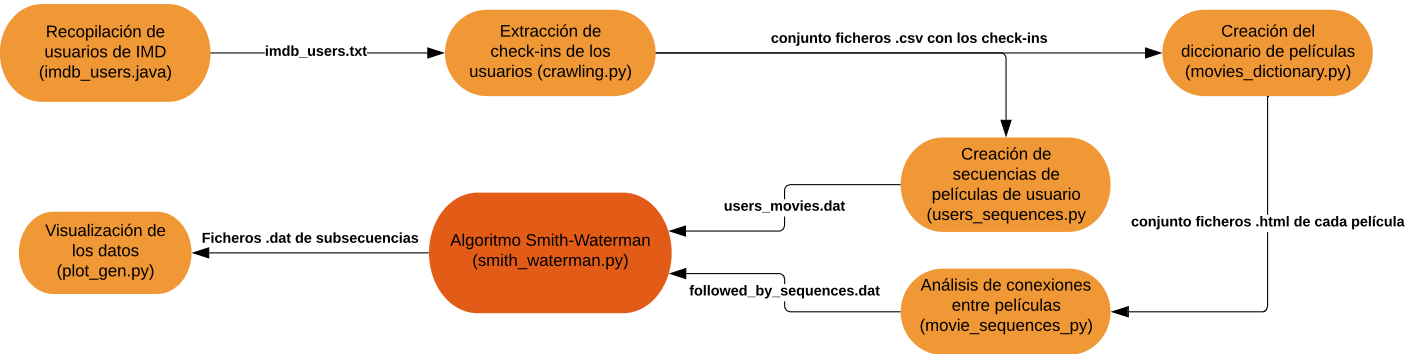 Recopilación de
usuarios de IMD
(imdb_users.java)
imdb_users.txt
Extracción de
check-ins de los
usuarios (crawling.py)
conjunto ficheros .csv con los check-ins
Creación del
diccionario de películas
(movies_dictionary.py)
Creación de
secuencias de
películas de usuario
(users_sequences.py
conjunto ficheros .html de cada película
users_movies.dat
Análisis de conexiones
entre películas
(movie_sequences_py)
followed_by_sequences.dat
Algoritmo Smith-Waterman
(smith_waterman.py)
Ficheros .dat de subsecuencias
Visualización de
los datos
(plot_gen.py)